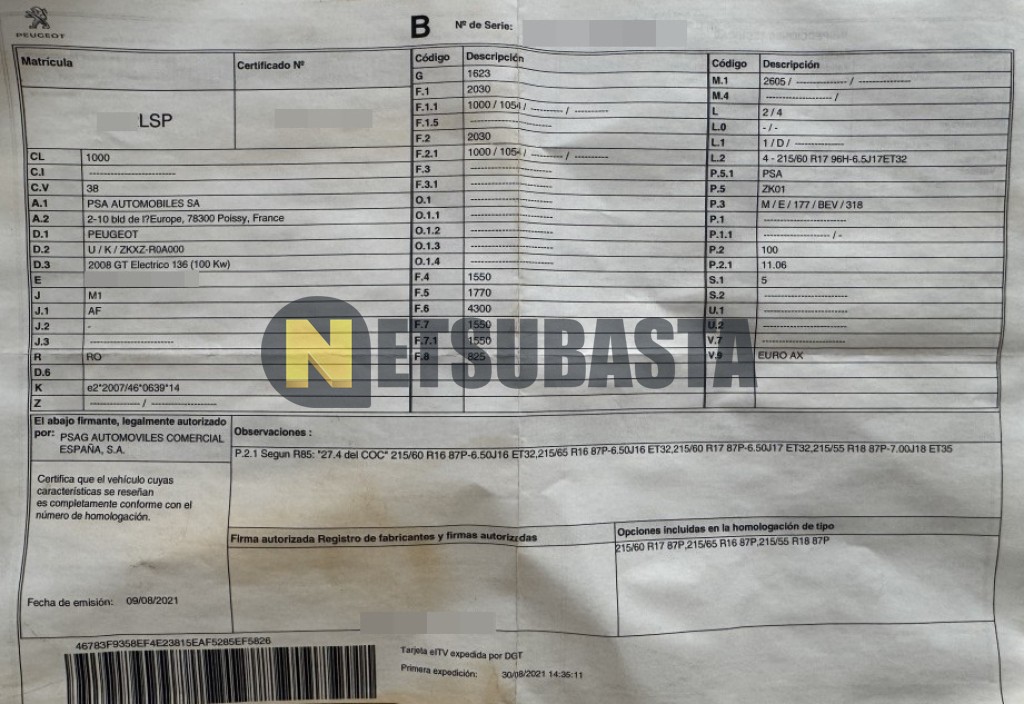 PEUGEOT
B
Nº de Serie:
Matrícula
Certificado Nº
LSP
CL 1000
C.I -----------------------
C.V 38
A.1 PSA AUTOMOBILES SA
A.2 2-10 bld de l?Europe, 78300 Poissy, France
D.1 PEUGEOT
D.2 U / K / ZKXZ-R0A000
D.3 2008 GT Electrico 136 (100 Kw)
E
J M1
J.1 AF
J.2 -
J.3 -----------------------
R RO
D.6
K e2*2007/46*0639*14
Z -------------- / ------------------
Código Descripción
G 1623
F.1 2030
F.1.1 1000 / 1054 / --------- / ---------
F.1.5 ----------------------
F.2 2030
F.2.1 1000 / 1054 / --------- / ---------
F.3 ----------------------
F.3.1 ----------------------
O.1 ----------------------
O.1.1 ----------------------
O.1.2 ----------------------
O.1.3 ----------------------
O.1.4 ----------------------
F.4 1550
F.5 1770
F.6 4300
F.7 1550
F.7.1 1550
F.8 825
Código Descripción
M.1 2605 / -------------- / --------------
M.4 -------------------- /
L 2 / 4
L.0 - / -
L.1 1 / D / ----------------
L.2 4 - 215/60 R17 96H-6.5J17ET32
P.5.1 PSA
P.5 ZK01
P.3 M / E / 177 / BEV / 318
P.1 ----------------------
P.1.1 ------------------- / -
P.2 100
P.2.1 11.06
S.1 5
S.2 ----------------------
U.1 ----------------------
U.2 ----------------------
V.7 ----------------------
V.9 EURO AX
NETSUBASTA
El abajo firmante, legalmente autorizado
por: PSAG AUTOMOVILES COMERCIAL
ESPAÑA, S.A.
Certifica que el vehículo cuyas
características se reseñan
es completamente conforme con el
número de homologación.
Fecha de emisión: 09/08/2021
Observaciones :
P.2.1 Segun R85: "27.4 del COC" 215/60 R16 87P-6.50J16 ET32,215/65 R16 87P-6.50J16 ET32,215/60 R17 87P-6.50J17 ET32,215/55 R18 87P-7.00J18 ET35
Firma autorizada Registro de fabricantes y firmas autorizadas
Opciones incluidas en la homologación de tipo
215/60 R17 87P,215/65 R16 87P,215/55 R18 87P
46783F9358EF4E23815EAF5285EF5826
Tarjeta eITV expedida por DGT
Primera expedición: 30/08/2021 14:35:11